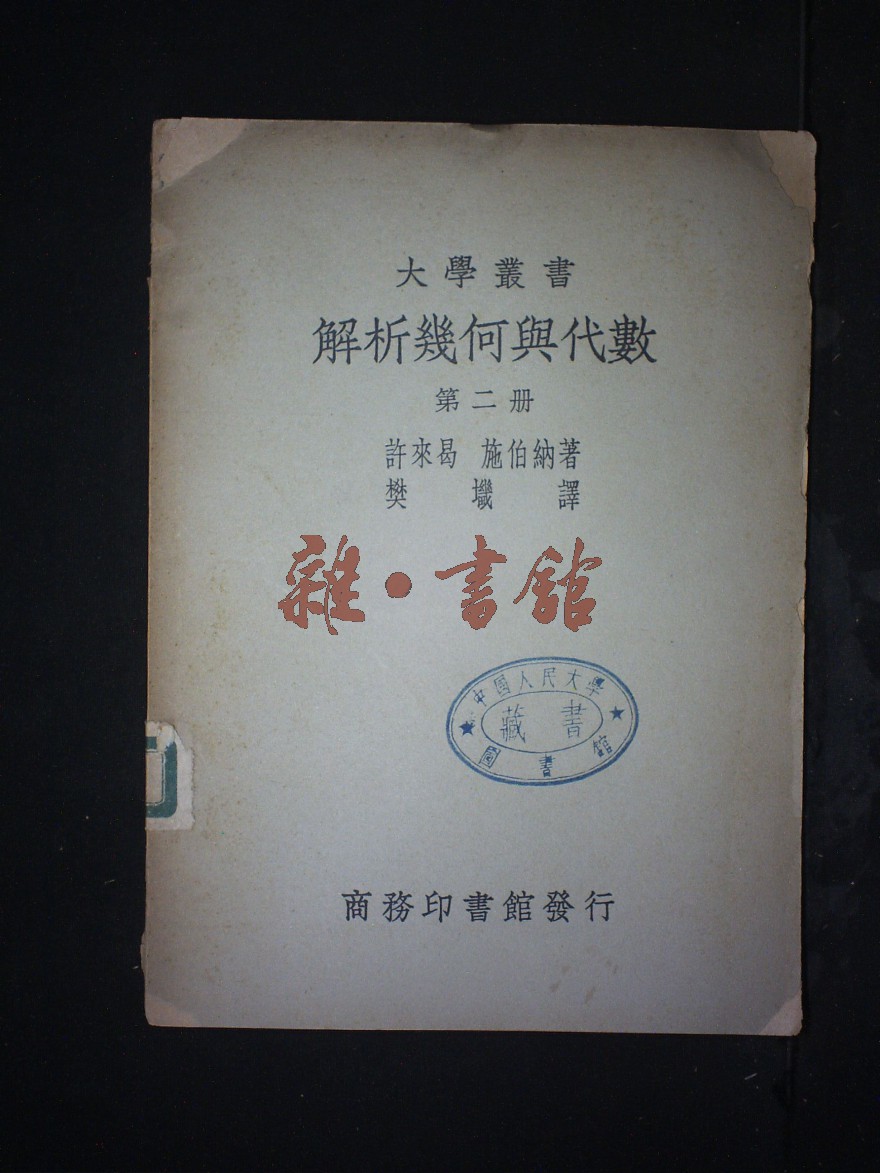 大學叢書
解析幾何與代數
第二册
許來曷 施伯納著
樊㙨譯
雜·書館
中國人民大學
藏書
圖書館
商務印書館發行